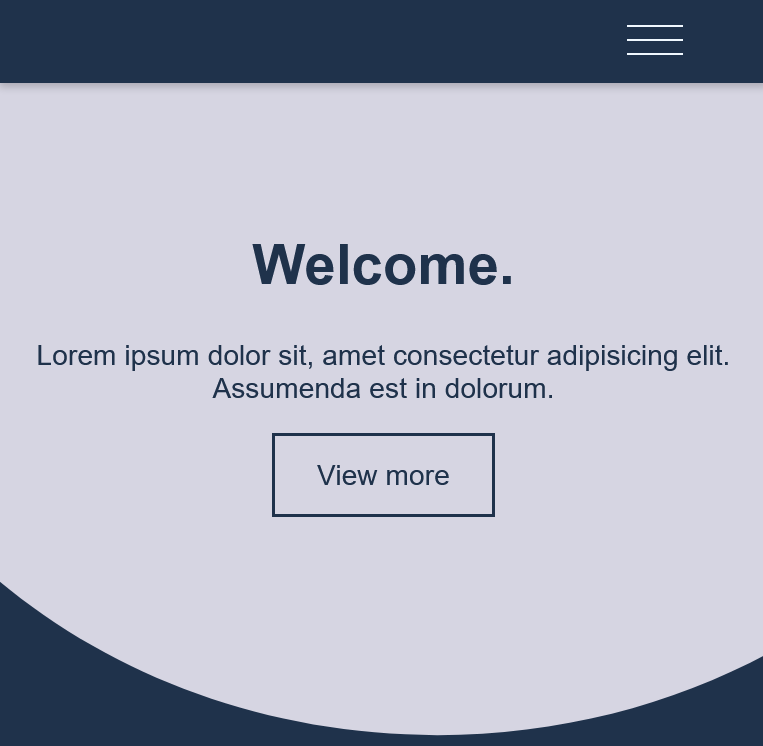 Welcome.
Lorem ipsum dolor sit, amet consectetur adipisicing elit.
Assumenda est in dolorum.
View more